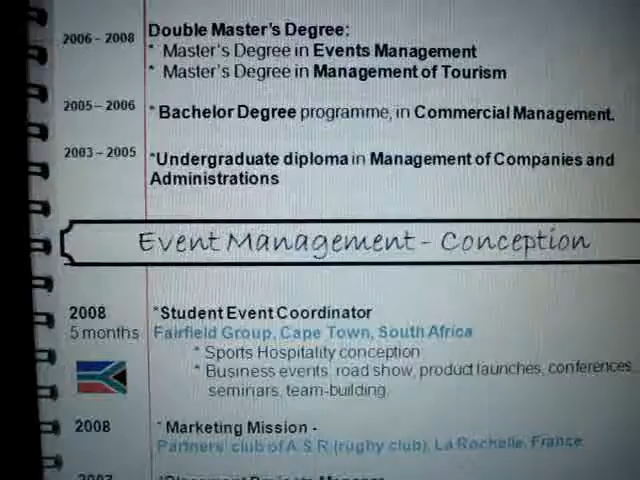 2006 – 2008 Double Master's Degree:
* Master's Degree in Events Management
* Master's Degree in Management of Tourism
2005 – 2006 * Bachelor Degree programme, in Commercial Management.
2003 – 2005 *Undergraduate diploma in Management of Companies and
Administrations
Event Management - Conception
2008 *Student Event Coordinator
5 months Fairfield Group, Cape Town, South Africa
* Sports Hospitality conception
* Business events: road show, product launches, conferences,
seminars, team-building.
2008 * Marketing Mission -
Partners' club of A S R (rugby club), La Rochelle, France